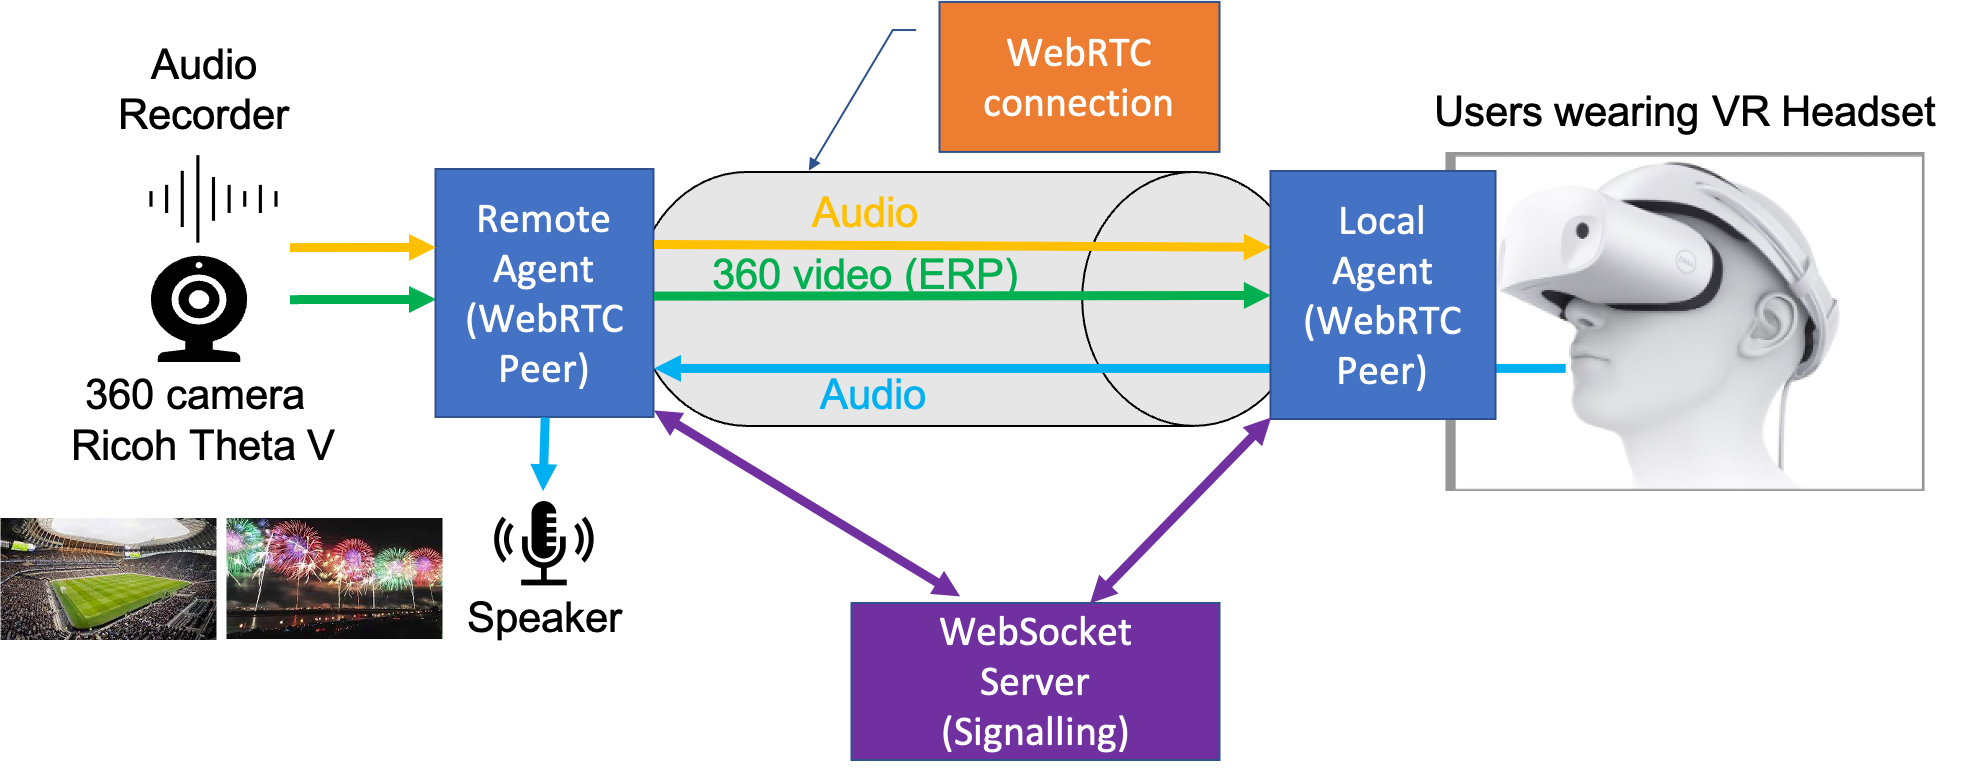 Audio
Recorder
360 camera
Ricoh Theta V
Remote
Agent
(WebRTC
Peer)
Speaker
WebRTC
connection
Audio
360 video (ERP)
Audio
WebSocket
Server
(Signalling)
Local
Agent
(WebRTC
Peer)
Users wearing VR Headset
DELL